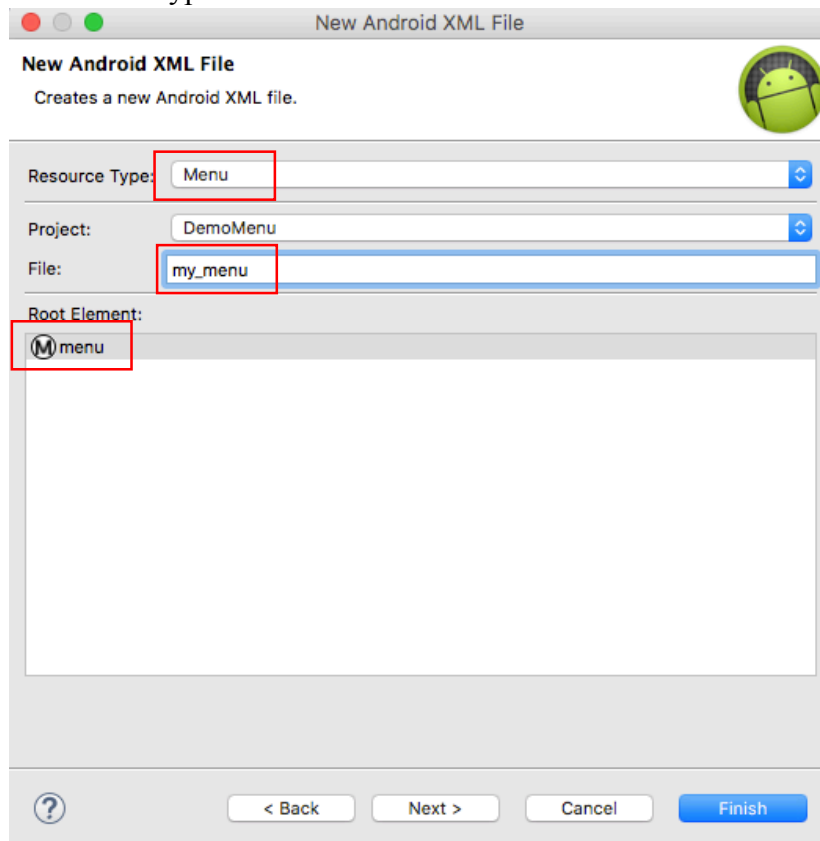 New Android XML File
New Android XML File
Creates a new Android XML file.
Resource Type: Menu
Project: DemoMenu
File: my_menu
Root Element:
M menu
? < Back Next > Cancel Finish